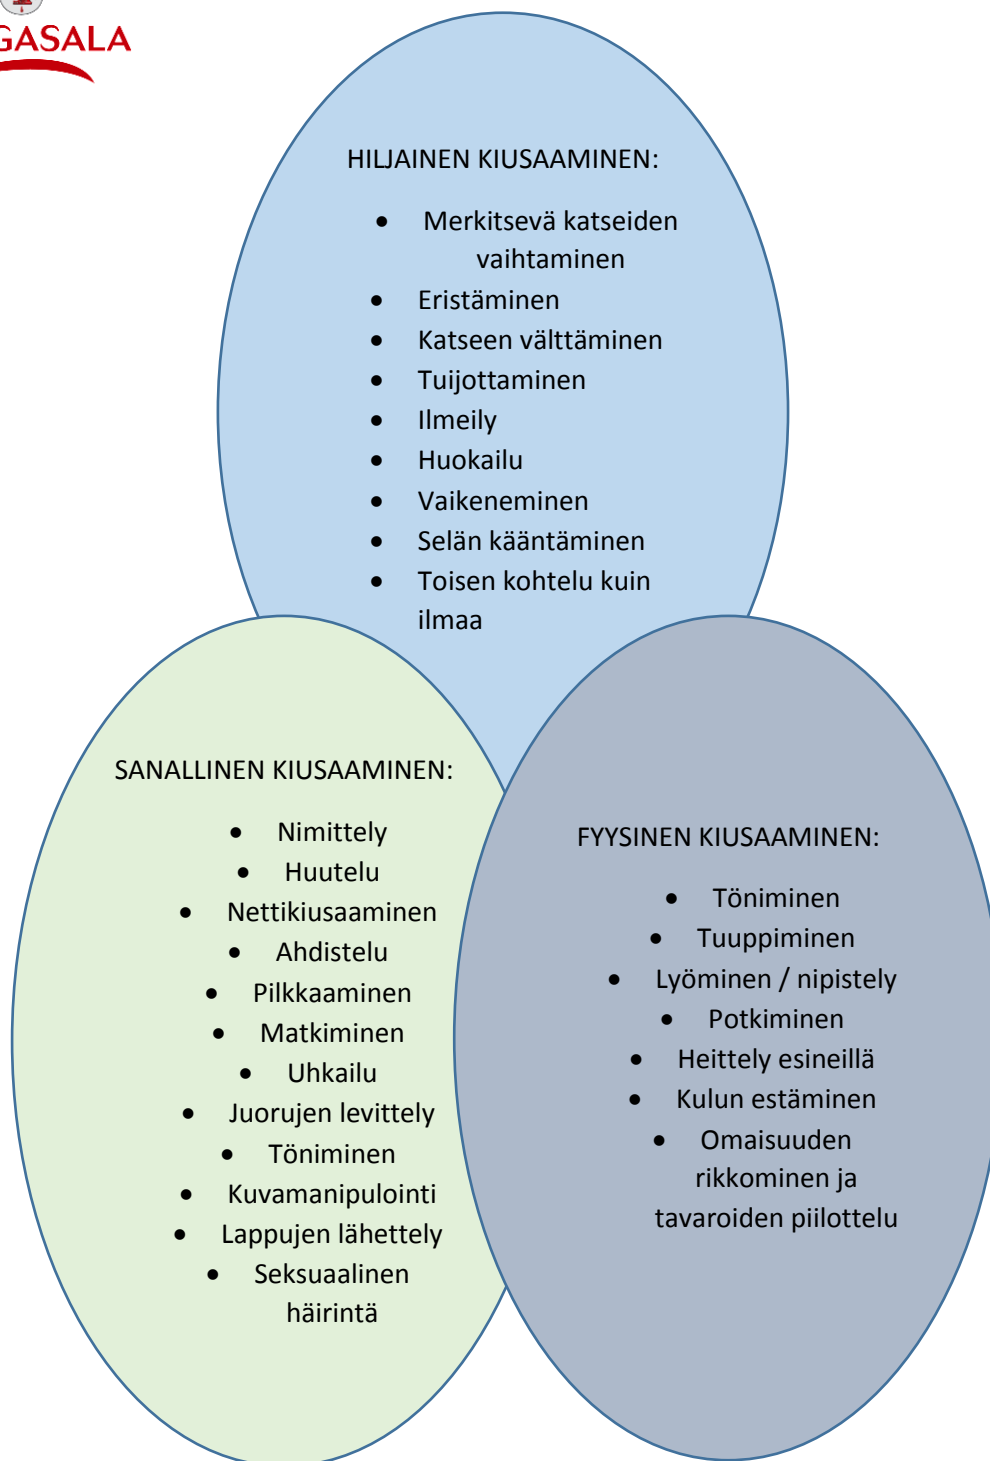 GASALA
HILJAINEN KIUSAAMINEN:
• Merkitsevä katseiden
vaihtaminen
• Eristäminen
• Katseen välttäminen
• Tuijottaminen
• Ilmeily
• Huokailu
• Vaikeneminen
• Selän kääntäminen
• Toisen kohtelu kuin
ilmaa
SANALLINEN KIUSAAMINEN:
• Nimittely
• Huutelu
• Nettikiusaaminen
• Ahdistelu
• Pilkkaaminen
• Matkiminen
• Uhkailu
• Juorujen levittely
• Töniminen
• Kuvamanipulointi
• Lappujen lähettely
• Seksuaalinen
häirintä
FYYSINEN KIUSAAMINEN:
• Töniminen
• Tuuppiminen
• Lyöminen / nipistely
• Potkiminen
• Heittely esineillä
• Kulun estäminen
• Omaisuuden
rikkominen ja
tavaroiden piilottelu